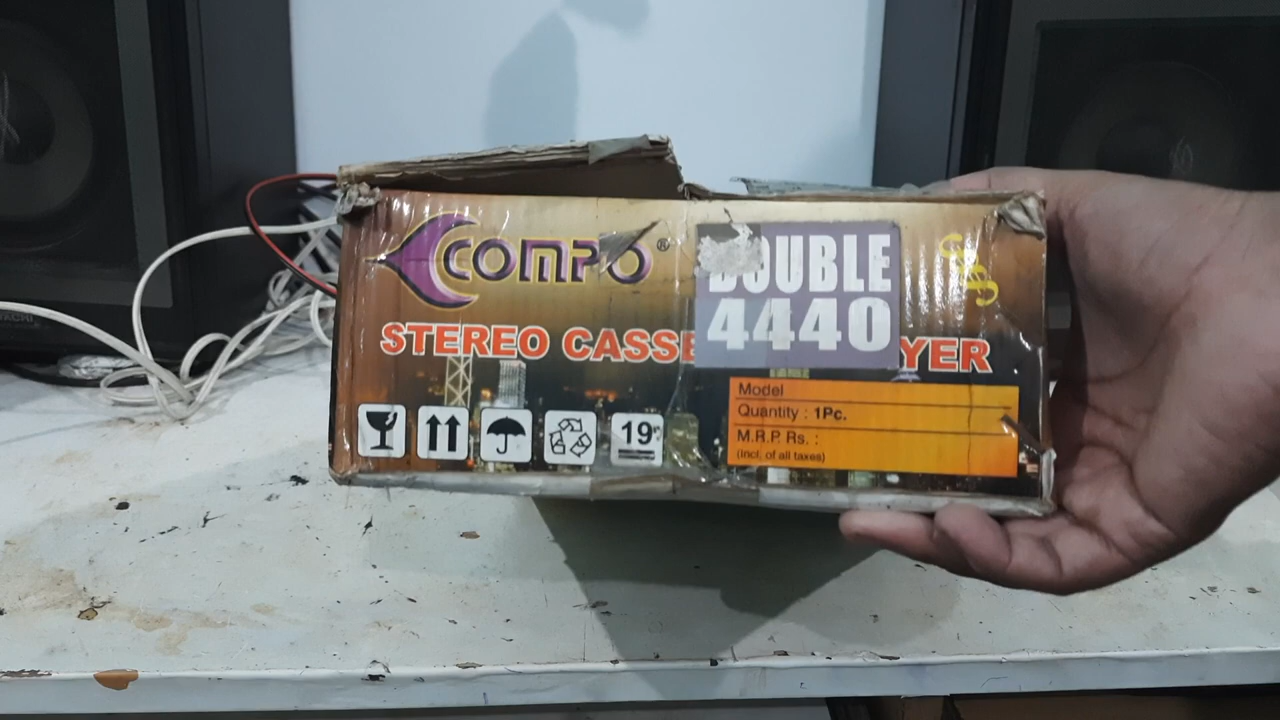 COMPO®
DOUBLE
4440
STEREO CASSE YER
19
Model
Quantity : 1Pc.
M.R.P. Rs. :
(Incl. of all taxes)